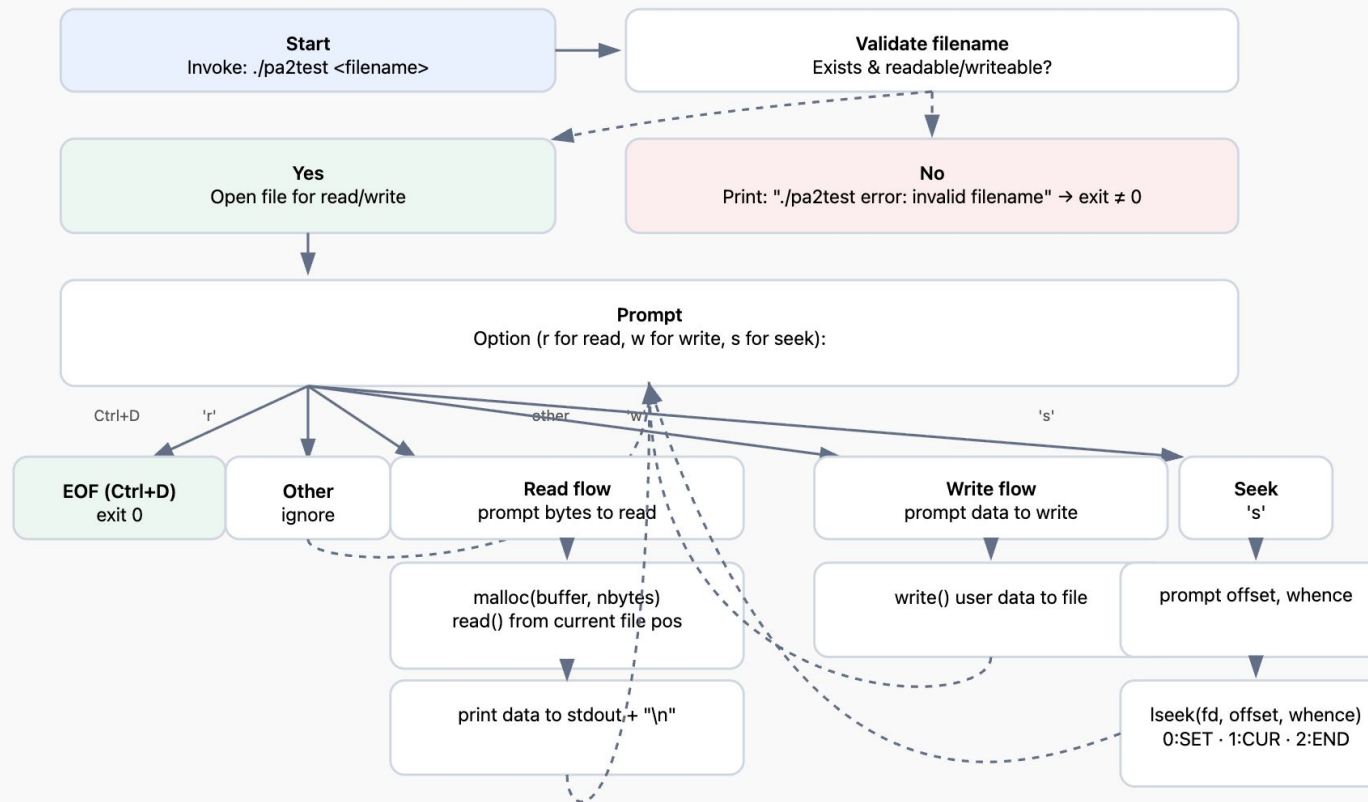 Start
Invoke: ./pa2test <filename>
Validate filename
Exists & readable/writeable?
Yes
Open file for read/write
No
Print: "./pa2test error: invalid filename" → exit ≠ 0
Prompt
Option (r for read, w for write, s for seek):
Ctrl+D
'r'
other
'w'
's'
EOF (Ctrl+D)
exit 0
Other
ignore
Read flow
prompt bytes to read
Write flow
prompt data to write
Seek
's'
malloc(buffer, nbytes)
read() from current file pos
write() user data to file
prompt offset, whence
print data to stdout + "\n"
lseek(fd, offset, whence)
0:SET · 1:CUR · 2:END